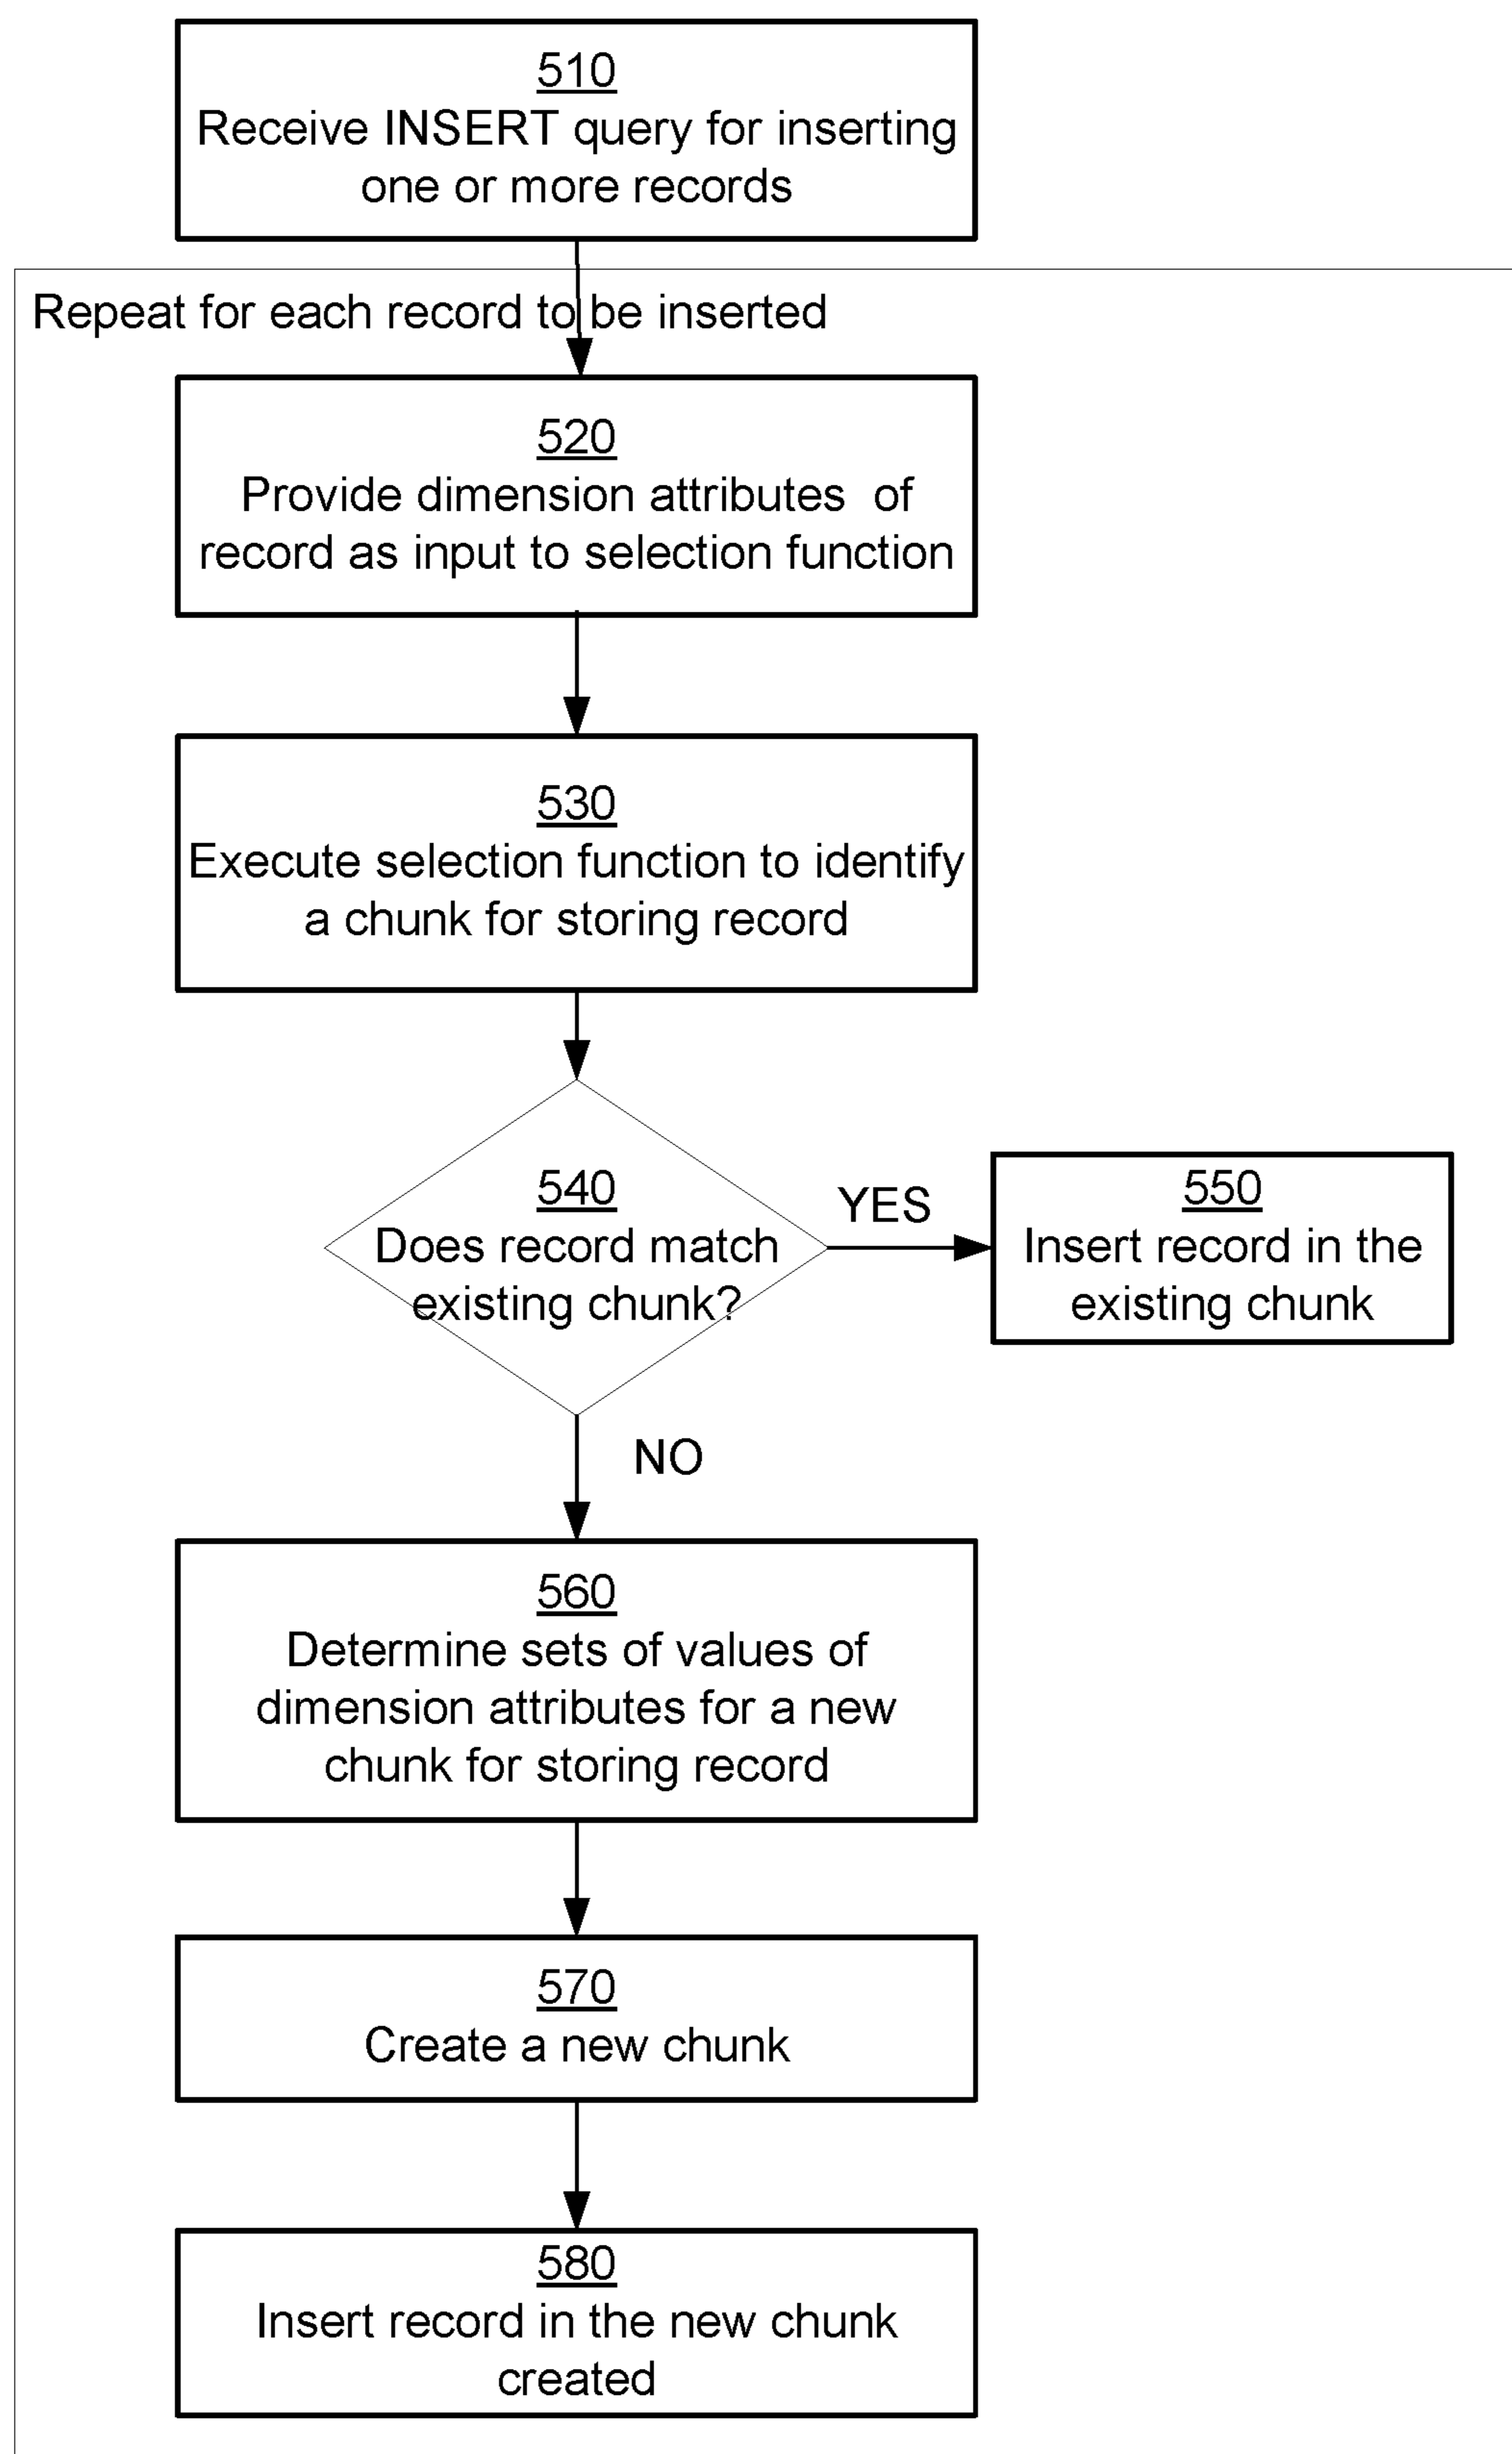 510
Receive INSERT query for inserting
one or more records
Repeat for each record to be inserted
520
Provide dimension attributes of
record as input to selection function
530
Execute selection function to identify
a chunk for storing record
540
Does record match
existing chunk?
YES
550
Insert record in the
existing chunk
NO
560
Determine sets of values of
dimension attributes for a new
chunk for storing record
570
Create a new chunk
580
Insert record in the new chunk
created